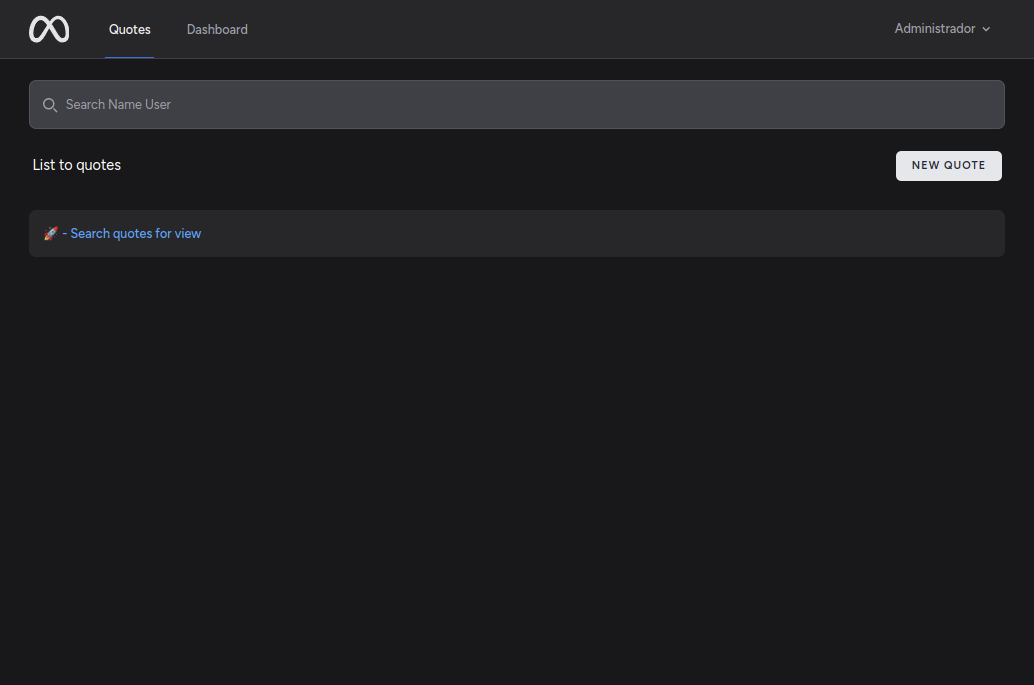 Quotes Dashboard Administrador
Search Name User
List to quotes NEW QUOTE
🚀 - Search quotes for view